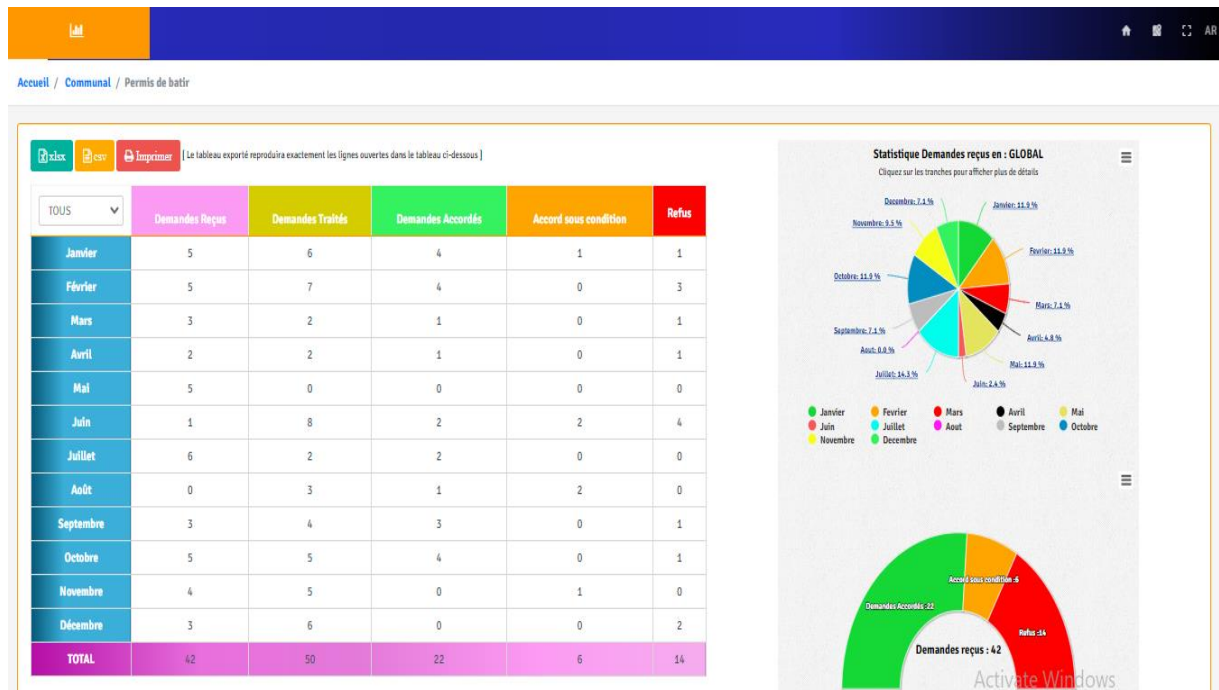 AR
Accueil / Communal / Permis de batir
xlsx csv Imprimer [ Le tableau exporté reproduira exactement les lignes ouvertes dans le tableau ci-dessous ]
TOUS Demandes Reçus Demandes Traités Demandes Accordés Accord sous condition Refus
Janvier 5 6 4 1 1
Février 5 7 4 0 3
Mars 3 2 1 0 1
Avril 2 2 1 0 1
Mai 5 0 0 0 0
Juin 1 8 2 2 4
Juillet 6 2 2 0 0
Août 0 3 1 2 0
Septembre 3 4 3 0 1
Octobre 5 5 4 0 1
Novembre 4 5 0 1 0
Décembre 3 6 0 0 2
TOTAL 42 50 22 6 14
Statistique Demandes reçus en : GLOBAL
Cliquez sur les tranches pour afficher plus de détails
Decembre: 7.1 % Janvier: 11.9 %
Novembre: 9.5 %
Fevrier: 11.9 %
Octobre: 11.9 %
Mars: 7.1 %
Septembre: 7.1 %
Avril: 4.8 %
Aout: 0.0 %
Mai: 11.9 %
Juillet: 14.3 %
Juin: 2.4 %
Janvier Fevrier Mars Avril Mai
Juin Juillet Aout Septembre Octobre
Novembre Decembre
Accord sous condition :6
Demandes Accordés :22
Refus :14
Demandes reçus : 42
Activate Windows